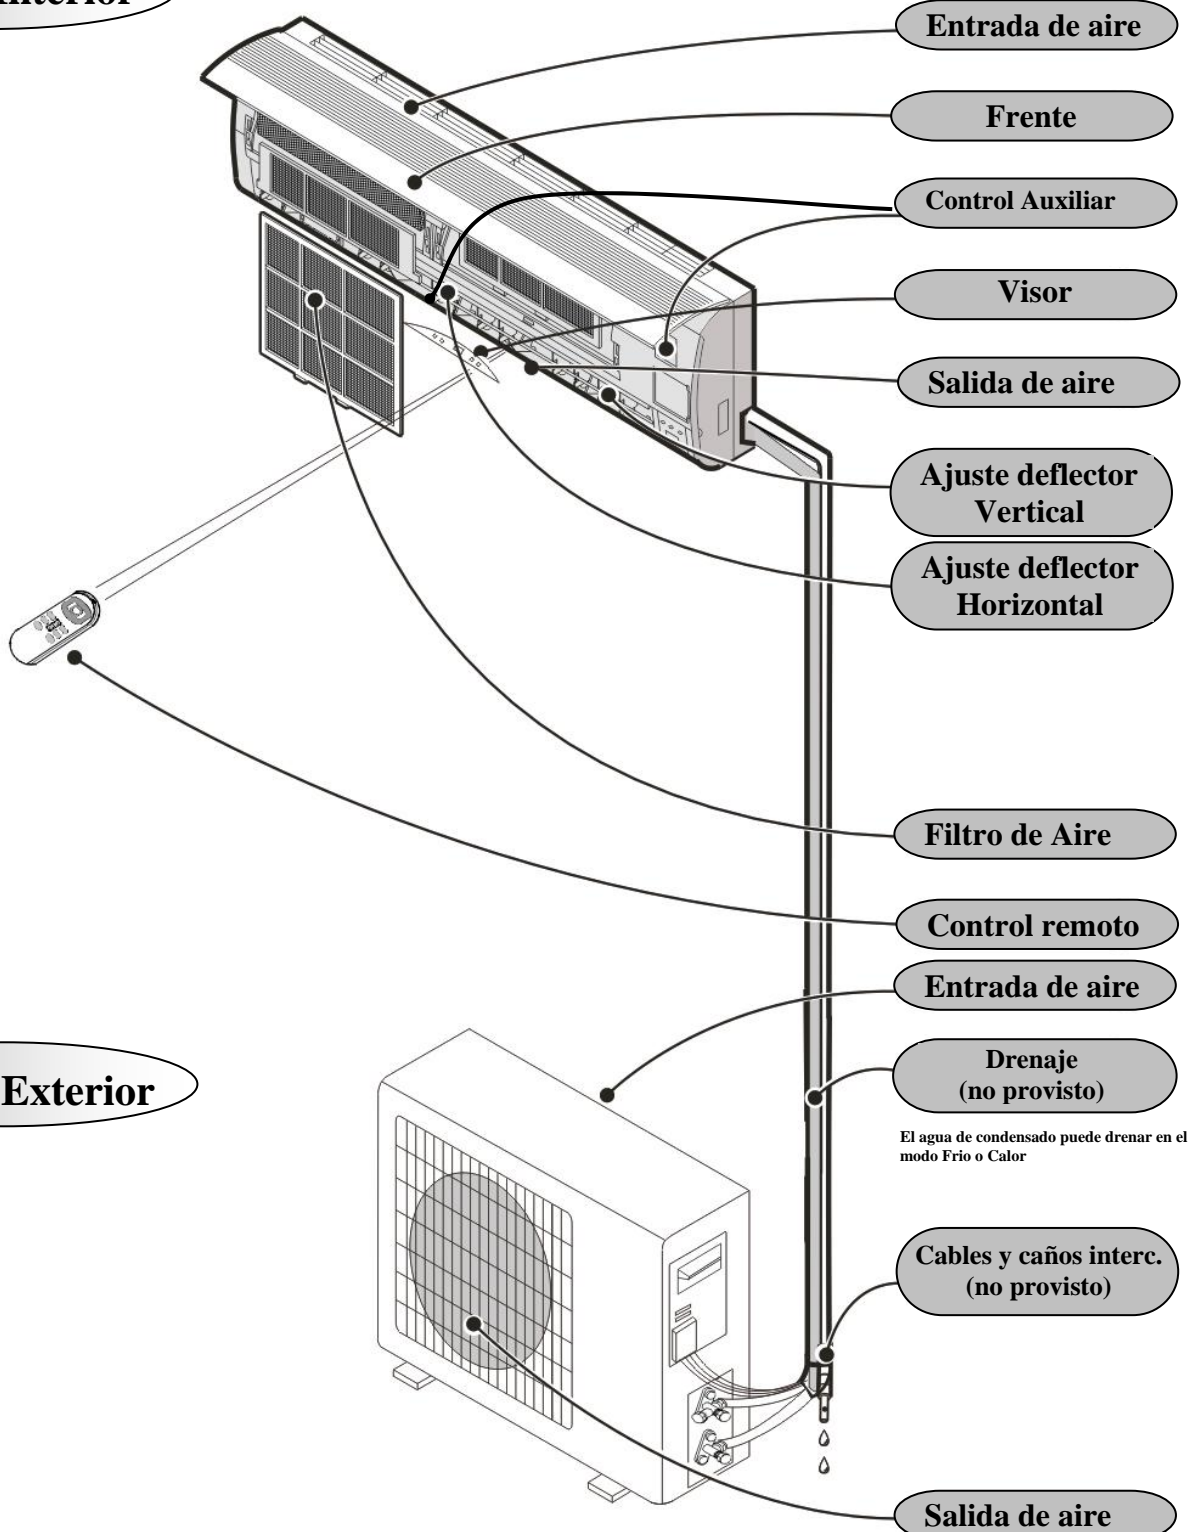 Interior
Entrada de aire
Frente
Control Auxiliar
Visor
Salida de aire
Ajuste deflector
Vertical
Ajuste deflector
Horizontal
Filtro de Aire
Control remoto
Entrada de aire
Exterior
Drenaje
(no provisto)
El agua de condensado puede drenar en el
modo Frio o Calor
Cables y caños interc.
(no provisto)
Salida de aire